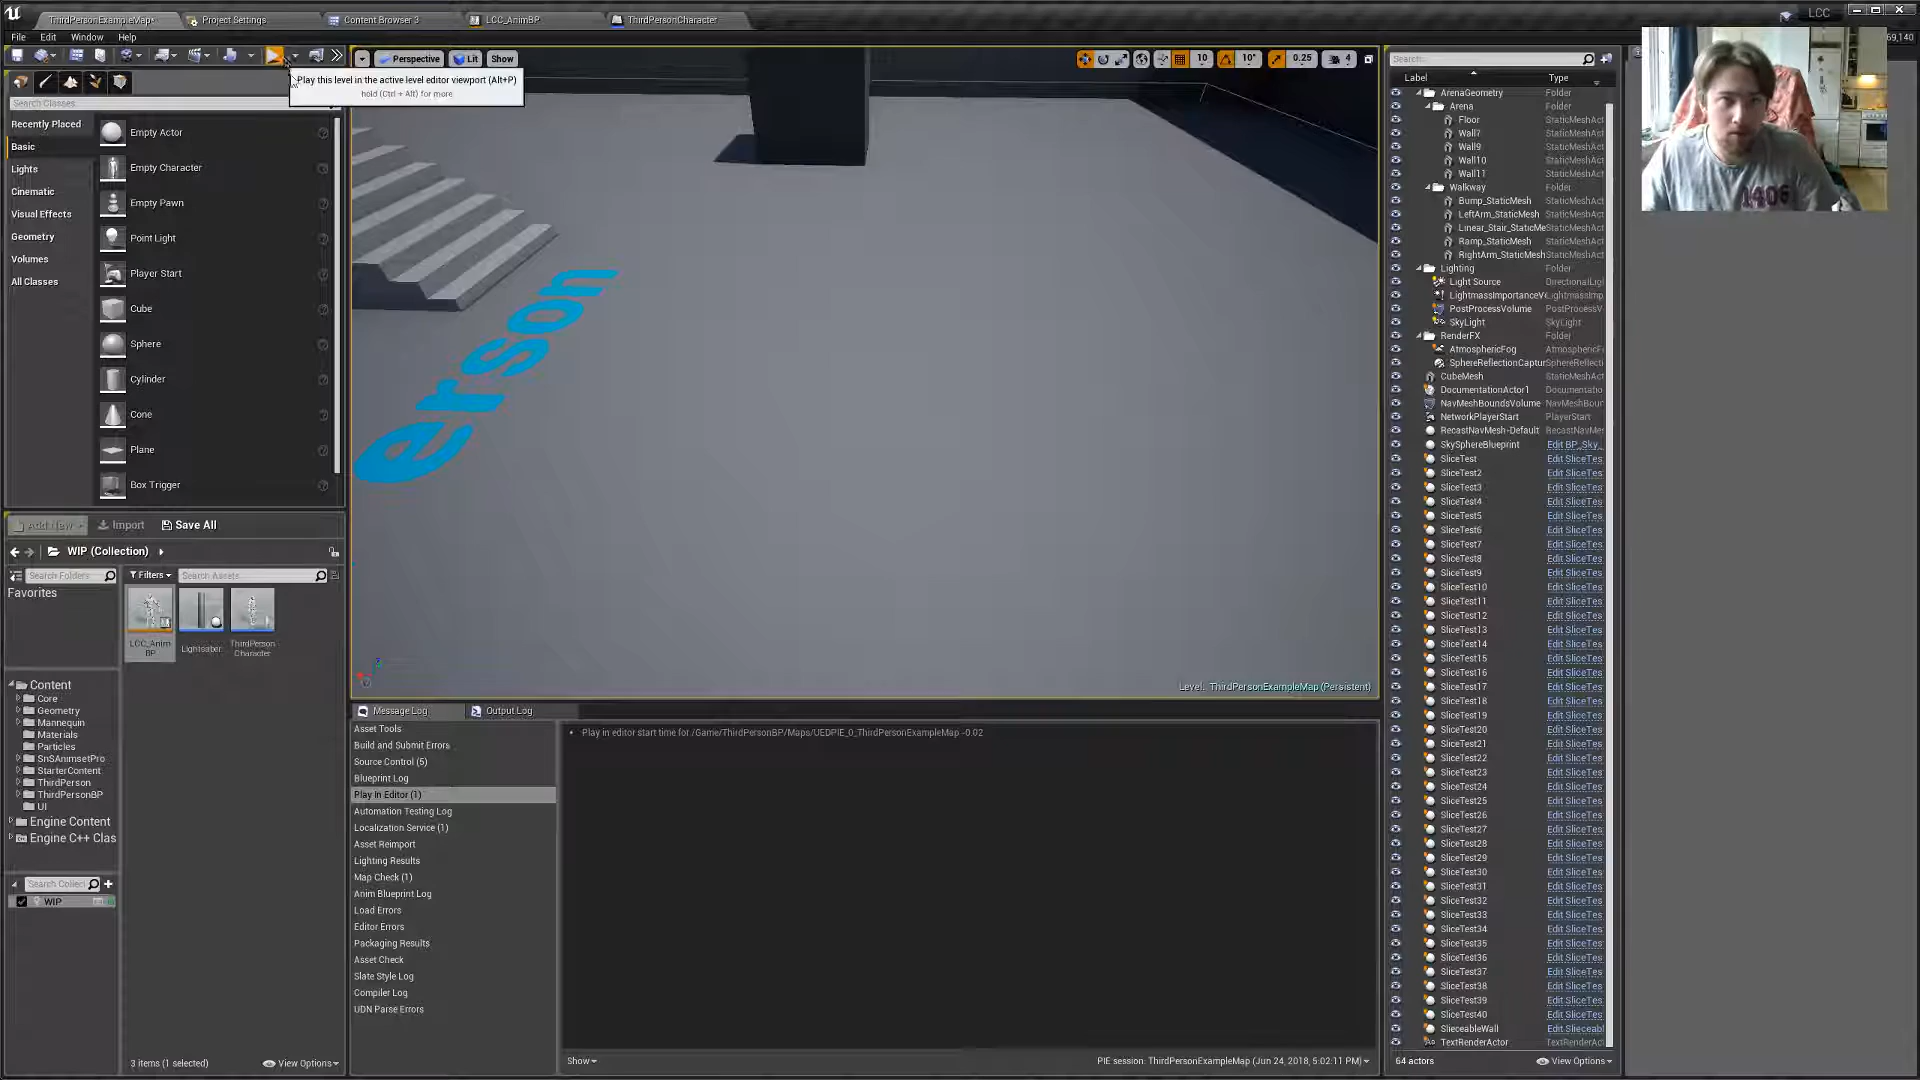 ThirdPersonExampleMap*
Project Settings
Content Browser 3
LCC_AnimBP
ThirdPersonCharacter
LCC
File Edit Window Help
69,140
Perspective Lit Show
10 10° 0.25 4
Play this level in the active level editor viewport (Alt+P)
hold (Ctrl + Alt) for more
Search Classes
Recently Placed
Basic
Lights
Cinematic
Visual Effects
Geometry
Volumes
All Classes
Empty Actor
Empty Character
Empty Pawn
Point Light
Player Start
Cube
Sphere
Cylinder
Cone
Plane
Box Trigger
Add New Import Save All
WIP (Collection)
Search Folders
Filters Search Assets
Favorites
LCC_Anim
BP
Lightsaber
ThirdPerson
Character
Content
Core
Geometry
Mannequin
Materials
Particles
SnSAnimsetPro
StarterContent
ThirdPerson
ThirdPersonBP
UI
Engine Content
Engine C++ Clas
Search Collect
WIP
3 items (1 selected) View Options
erson
Level: ThirdPersonExampleMap (Persistent)
Message Log Output Log
Asset Tools
Build and Submit Errors
Source Control (5)
Blueprint Log
Play In Editor (1)
Automation Testing Log
Localization Service (1)
Asset Reimport
Lighting Results
Map Check (1)
Anim Blueprint Log
Load Errors
Editor Errors
Packaging Results
Asset Check
Slate Style Log
Compiler Log
UDN Parse Errors
Play in editor start time for /Game/ThirdPersonBP/Maps/UEDPIE_0_ThirdPersonExampleMap -0.02
Show PIE session: ThirdPersonExampleMap (Jun 24, 2018, 5:02:11 PM)
Search...
Label Type
ArenaGeometry Folder
Arena Folder
Floor StaticMeshAct
Wall7 StaticMeshAct
Wall9 StaticMeshAct
Wall10 StaticMeshAct
Wall11 StaticMeshAct
Walkway Folder
Bump_StaticMesh StaticMeshAct
LeftArm_StaticMesh StaticMeshAct
Linear_Stair_StaticMe StaticMeshAct
Ramp_StaticMesh StaticMeshAct
RightArm_StaticMesh StaticMeshAct
Lighting Folder
Light Source DirectionalLig
LightmassImportanceV LightmassImp
PostProcessVolume PostProcessV
SkyLight SkyLight
RenderFX Folder
AtmosphericFog AtmosphericF
SphereReflectionCaptur SphereReflecti
CubeMesh StaticMeshAct
DocumentationActor1 Documentatio
NavMeshBoundsVolume NavMeshBoun
NetworkPlayerStart PlayerStart
RecastNavMesh-Default RecastNavMes
SkySphereBlueprint Edit BP_Sky_
SliceTest Edit SliceTes
SliceTest2 Edit SliceTes
SliceTest3 Edit SliceTes
SliceTest4 Edit SliceTes
SliceTest5 Edit SliceTes
SliceTest6 Edit SliceTes
SliceTest7 Edit SliceTes
SliceTest8 Edit SliceTes
SliceTest9 Edit SliceTes
SliceTest10 Edit SliceTes
SliceTest11 Edit SliceTes
SliceTest12 Edit SliceTes
SliceTest13 Edit SliceTes
SliceTest14 Edit SliceTes
SliceTest15 Edit SliceTes
SliceTest16 Edit SliceTes
SliceTest17 Edit SliceTes
SliceTest18 Edit SliceTes
SliceTest19 Edit SliceTes
SliceTest20 Edit SliceTes
SliceTest21 Edit SliceTes
SliceTest22 Edit SliceTes
SliceTest23 Edit SliceTes
SliceTest24 Edit SliceTes
SliceTest25 Edit SliceTes
SliceTest26 Edit SliceTes
SliceTest27 Edit SliceTes
SliceTest28 Edit SliceTes
SliceTest29 Edit SliceTes
SliceTest30 Edit SliceTes
SliceTest31 Edit SliceTes
SliceTest32 Edit SliceTes
SliceTest33 Edit SliceTes
SliceTest34 Edit SliceTes
SliceTest35 Edit SliceTes
SliceTest36 Edit SliceTes
SliceTest37 Edit SliceTes
SliceTest38 Edit SliceTes
SliceTest39 Edit SliceTes
SliceTest40 Edit SliceTes
SlieceableWall Edit Slieceabl
TextRenderActor TextRenderAct
64 actors View Options
1406